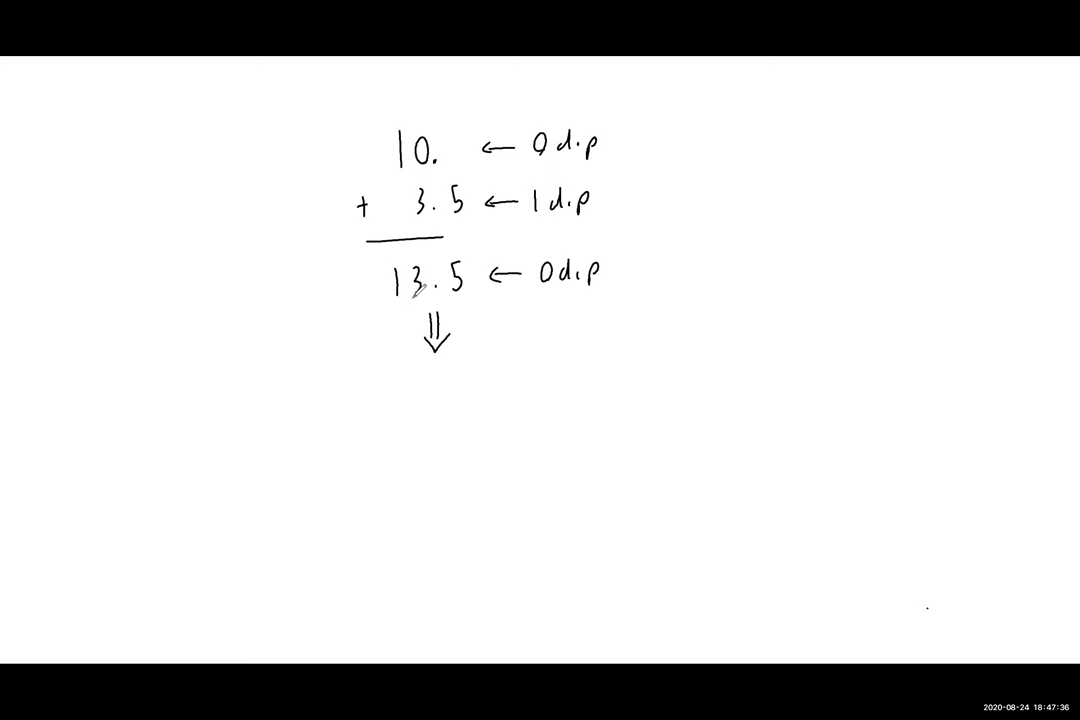 10. ← 0 d.p
+ 3.5 ← 1 d.p
13.5 ← 0 d.p
⇓
2020-08-24 18:47:36